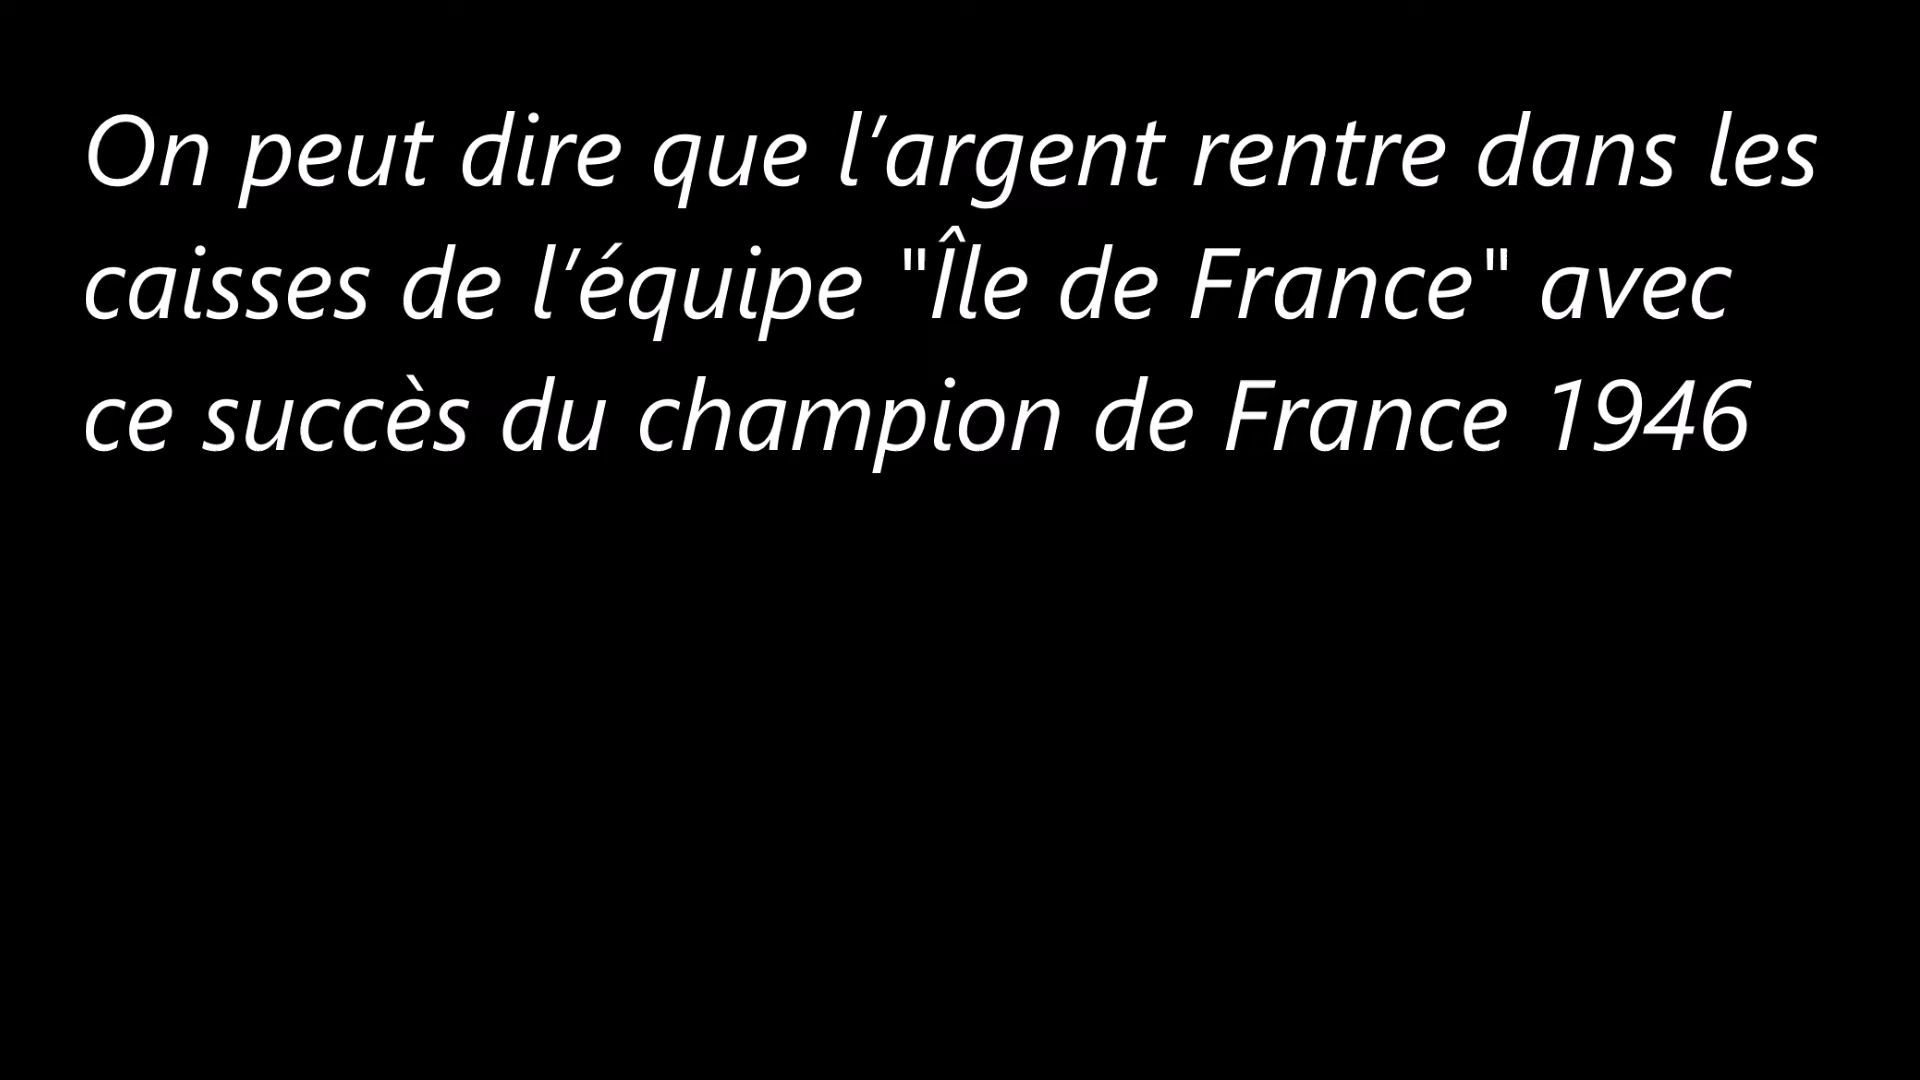 On peut dire que l’argent rentre dans les
caisses de l’équipe "Île de France" avec
ce succès du champion de France 1946